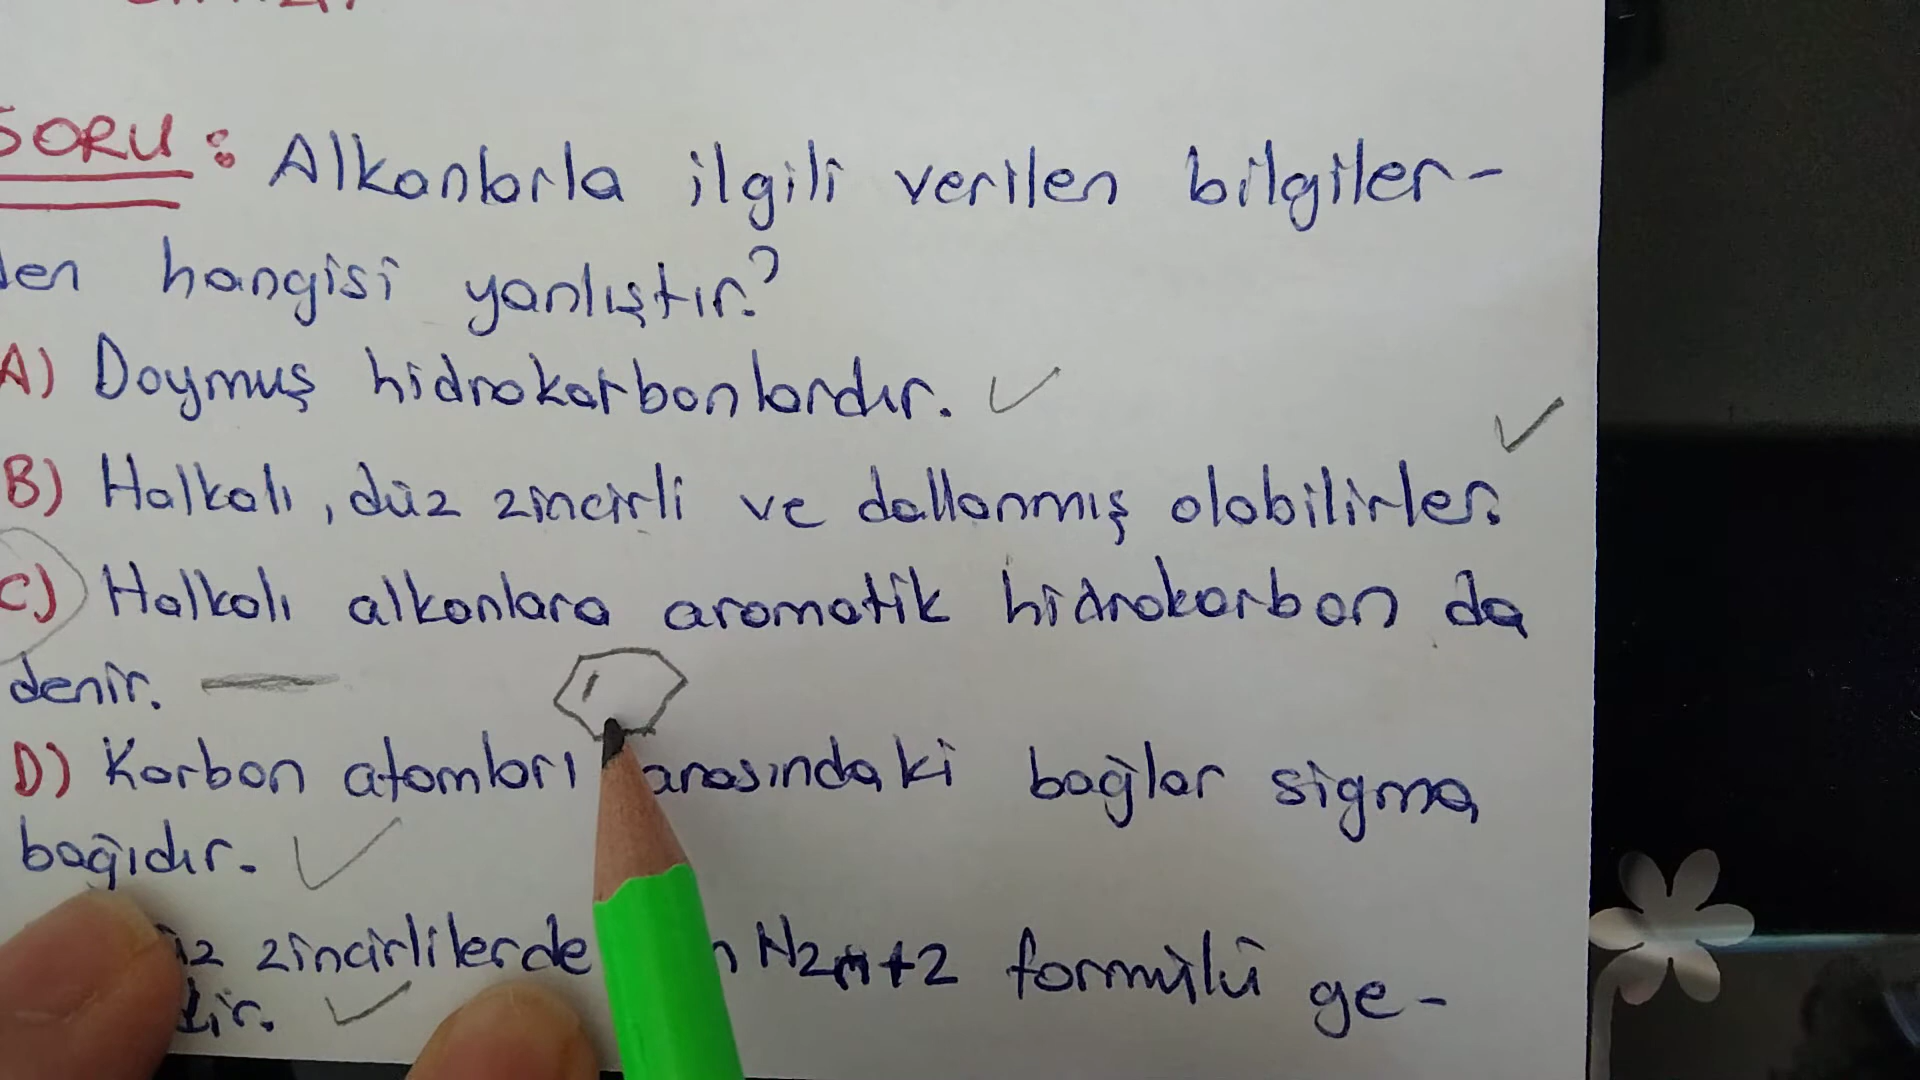 SORU: Alkanlarla ilgili verilen bilgiler-
den hangisi yanlıştır?
A) Doymuş hidrokarbonlardır.
B) Halkalı, düz zincirli ve dallanmış olabilirler.
C) Halkalı alkanlara aromatik hidrokarbon da
denir.
D) Karbon atomları arasındaki bağlar sigma
bağıdır.
zincirlilerde H2n+2 formülü ge-